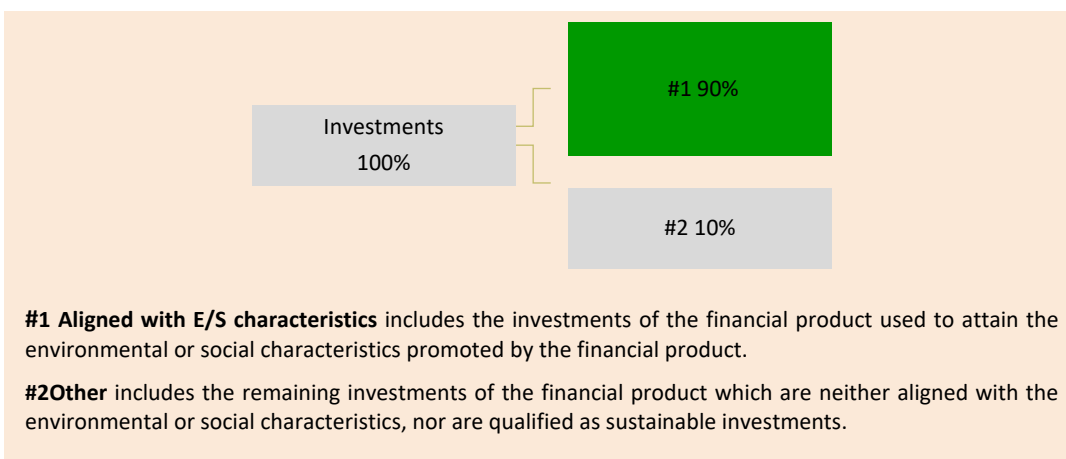 #1 90%
Investments
100%
#2 10%
#1 Aligned with E/S characteristics includes the investments of the financial product used to attain the
environmental or social characteristics promoted by the financial product.
#2Other includes the remaining investments of the financial product which are neither aligned with the
environmental or social characteristics, nor are qualified as sustainable investments.